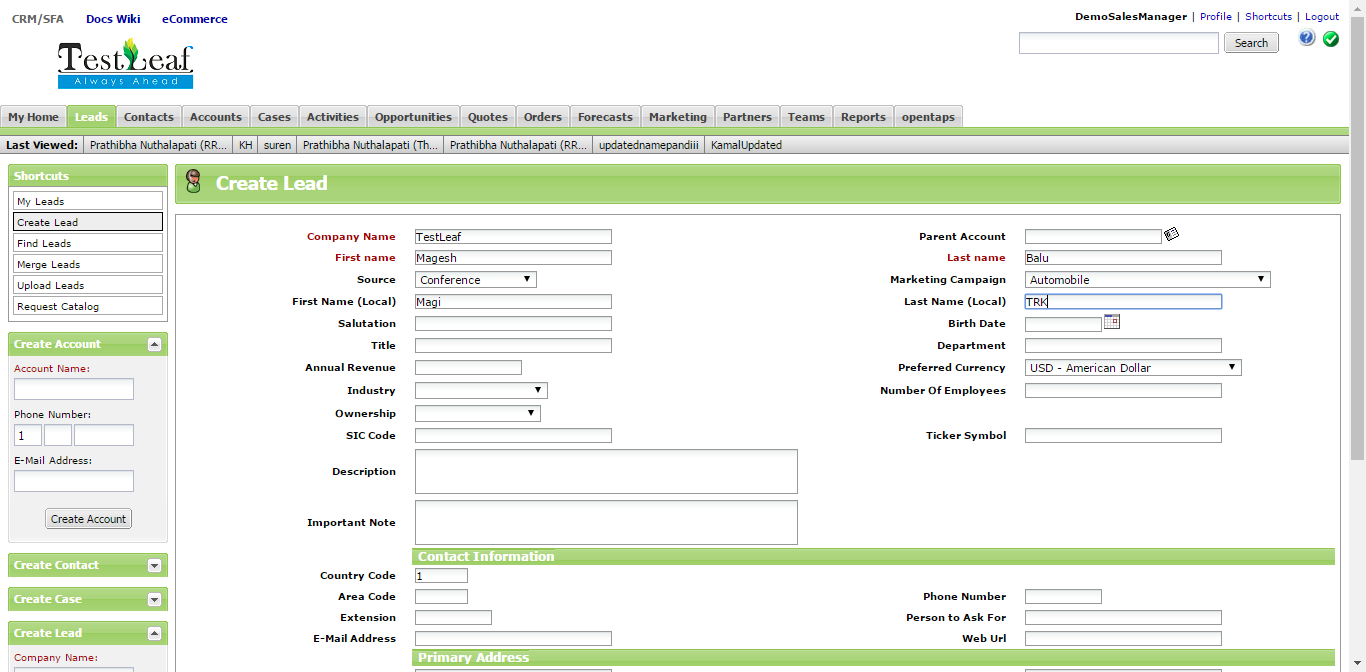 CRM/SFA Docs Wiki eCommerce
DemoSalesManager | Profile | Shortcuts | Logout
TestLeaf
Always Ahead
Search
My Home Leads Contacts Accounts Cases Activities Opportunities Quotes Orders Forecasts Marketing Partners Teams Reports opentaps
Last Viewed: Prathibha Nuthalapati (RR... KH suren Prathibha Nuthalapati (Th... Prathibha Nuthalapati (RR... updatednamepandiii KamalUpdated
Shortcuts
My Leads
Create Lead
Find Leads
Merge Leads
Upload Leads
Request Catalog
Create Account
Account Name:
Phone Number:
1
E-Mail Address:
Create Account
Create Contact
Create Case
Create Lead
Company Name:
Create Lead
Company Name TestLeaf Parent Account
First name Magesh Last name Balu
Source Conference Marketing Campaign Automobile
First Name (Local) Magi Last Name (Local) TRK
Salutation Birth Date
Title Department
Annual Revenue Preferred Currency USD - American Dollar
Industry Number Of Employees
Ownership
SIC Code Ticker Symbol
Description
Important Note
Contact Information
Country Code 1
Area Code Phone Number
Extension Person to Ask For
E-Mail Address Web Url
Primary Address